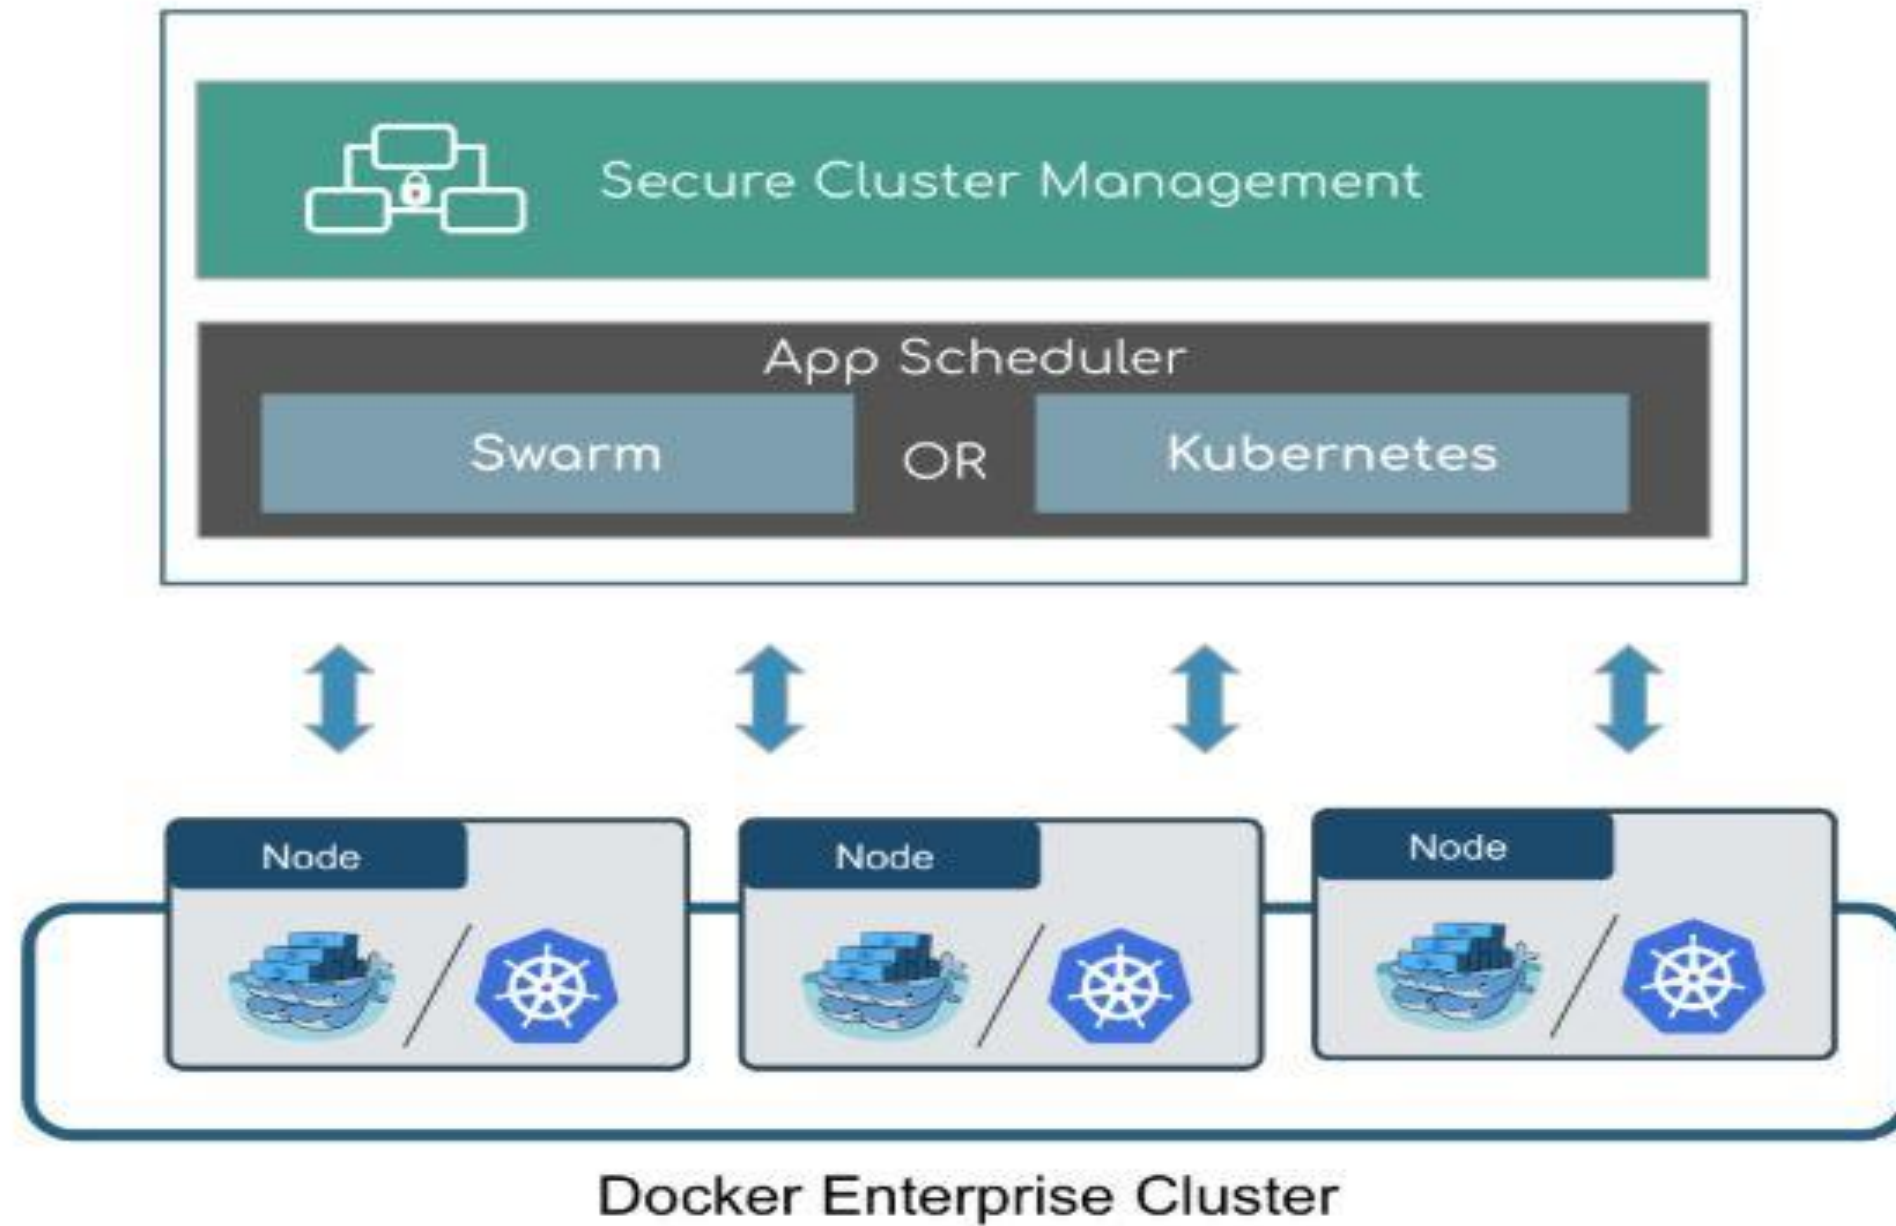 Secure Cluster Management
App Scheduler
Swarm OR Kubernetes
Node Node Node
Docker Enterprise Cluster